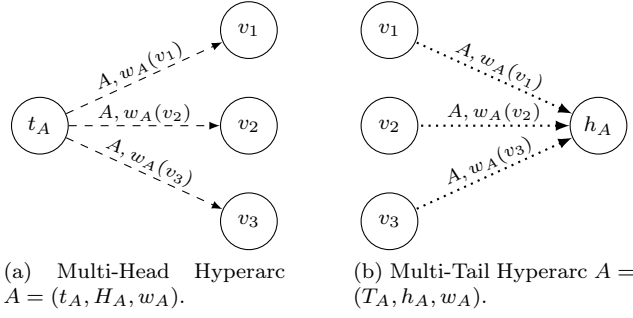 v₁
A, w_A(v₁)
t_A
A, w_A(v₂)
v₂
A, w_A(v₃)
v₃
(a) Multi-Head Hyperarc
A = (t_A, H_A, w_A).
v₁
A, w_A(v₁)
v₂
A, w_A(v₂)
h_A
A, w_A(v₃)
v₃
(b) Multi-Tail Hyperarc A =
(T_A, h_A, w_A).